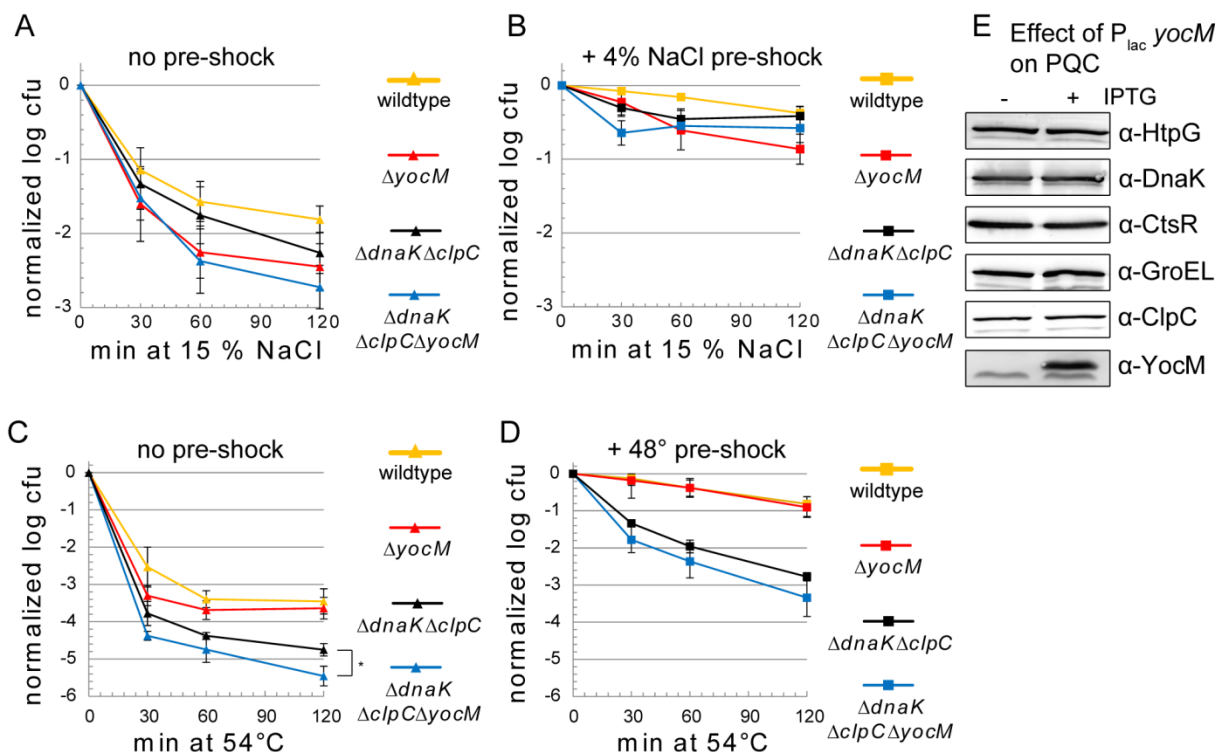 A
no pre-shock
normalized log cfu
0
-1
-2
-3
0 30 60 90 120
min at 15 % NaCl
wildtype
ΔyocM
ΔdnaKΔclpC
ΔdnaK
ΔclpCΔyocM
B
+ 4% NaCl pre-shock
normalized log cfu
0
-1
-2
-3
0 30 60 90 120
min at 15 % NaCl
wildtype
ΔyocM
ΔdnaKΔclpC
ΔdnaK
ΔclpCΔyocM
E
Effect of Plac yocM
on PQC
- + IPTG
α-HtpG
α-DnaK
α-CtsR
α-GroEL
α-ClpC
α-YocM
C
no pre-shock
normalized log cfu
0
-1
-2
-3
-4
-5
-6
0 30 60 90 120
min at 54°C
*
wildtype
ΔyocM
ΔdnaKΔclpC
ΔdnaK
ΔclpCΔyocM
D
+ 48° pre-shock
normalized log cfu
0
-1
-2
-3
-4
-5
-6
0 30 60 90 120
min at 54°C
wildtype
ΔyocM
ΔdnaKΔclpC
ΔdnaK
ΔclpCΔyocM